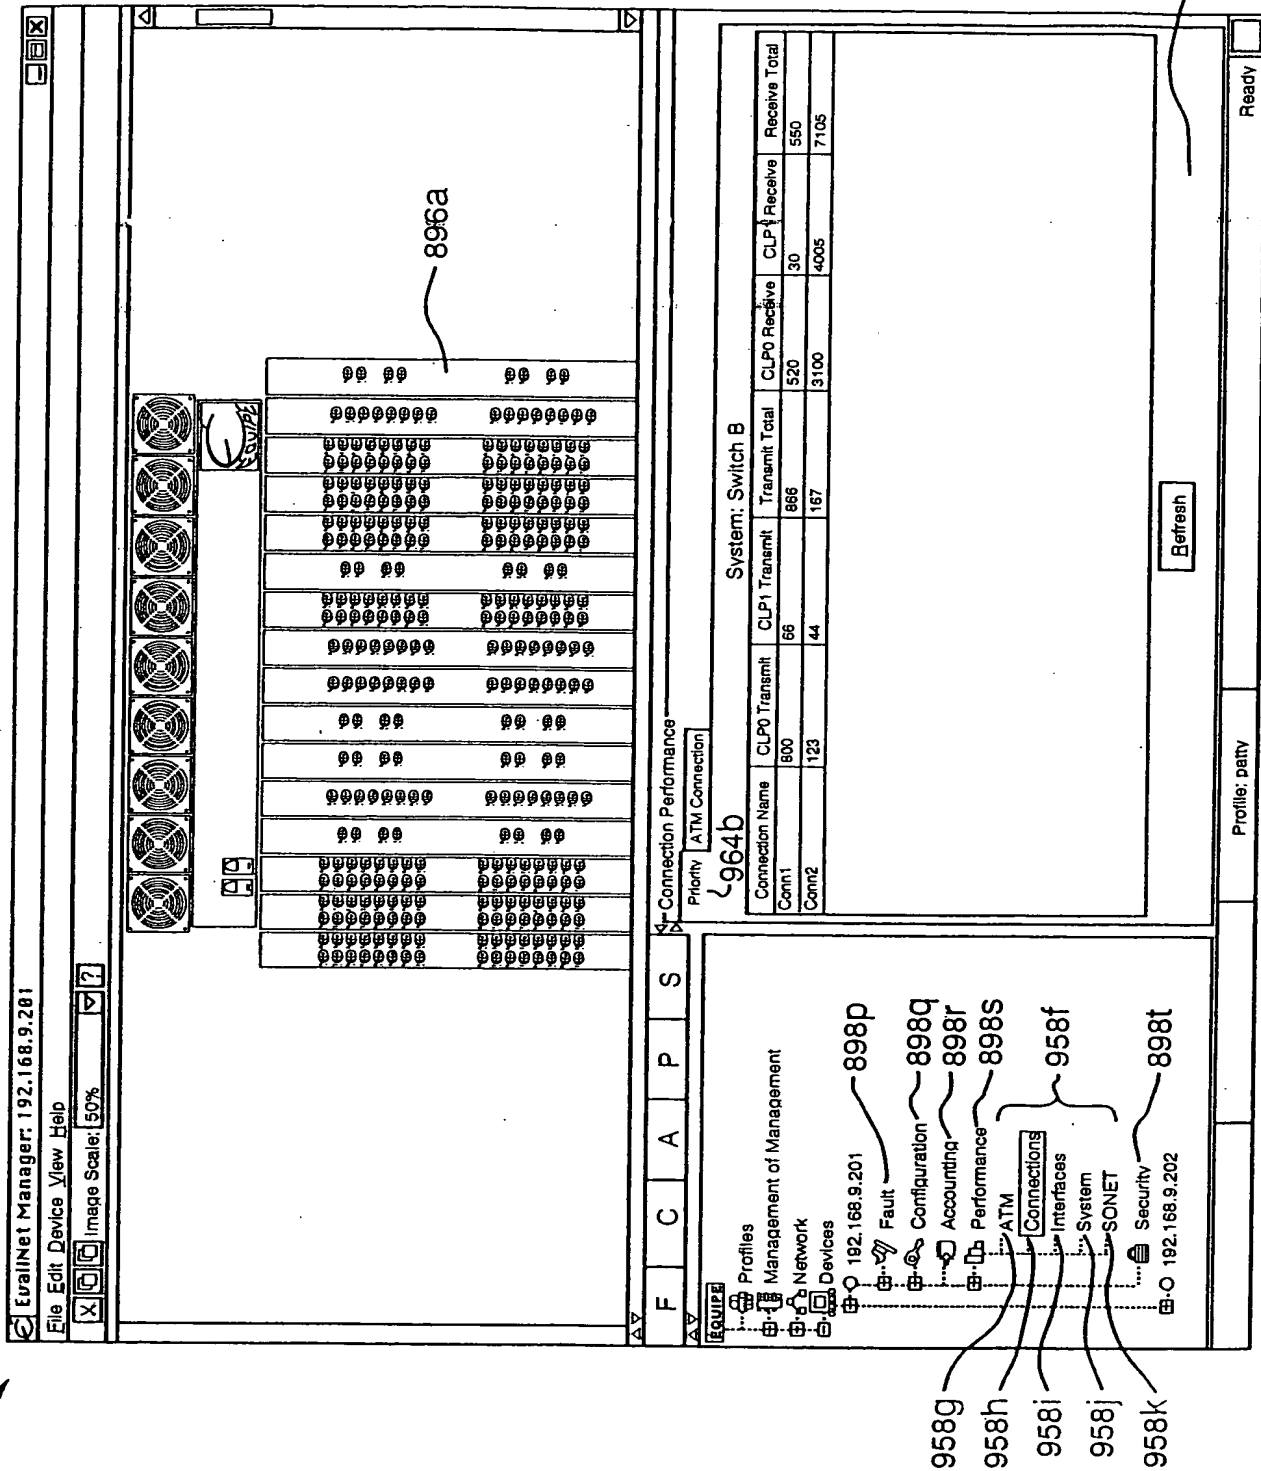 EvaliNet Manager: 192.168.9.201
File Edit Device View Help
X Image Scale: 50% ?
896a
F C A P S
EQUIPE
Profiles
Management of Management
Network
Devices
192.168.9.201
Fault
898p
Configuration
898q
Accounting
898r
Performance
898s
ATM
Connections
Interfaces
System
SONET
958f
Security
898t
192.168.9.202
958g
958h
958i
958j
958k
Connection Performance
Priority ATM Connection
964b
System: Switch B
Connection Name CLP0 Transmit CLP1 Transmit Transmit Total CLP0 Receive CLP1 Receive Receive Total
Conn1 800 66 866 520 30 550
Conn2 123 44 167 3100 4005 7105
Refresh
Profile: patty
Ready